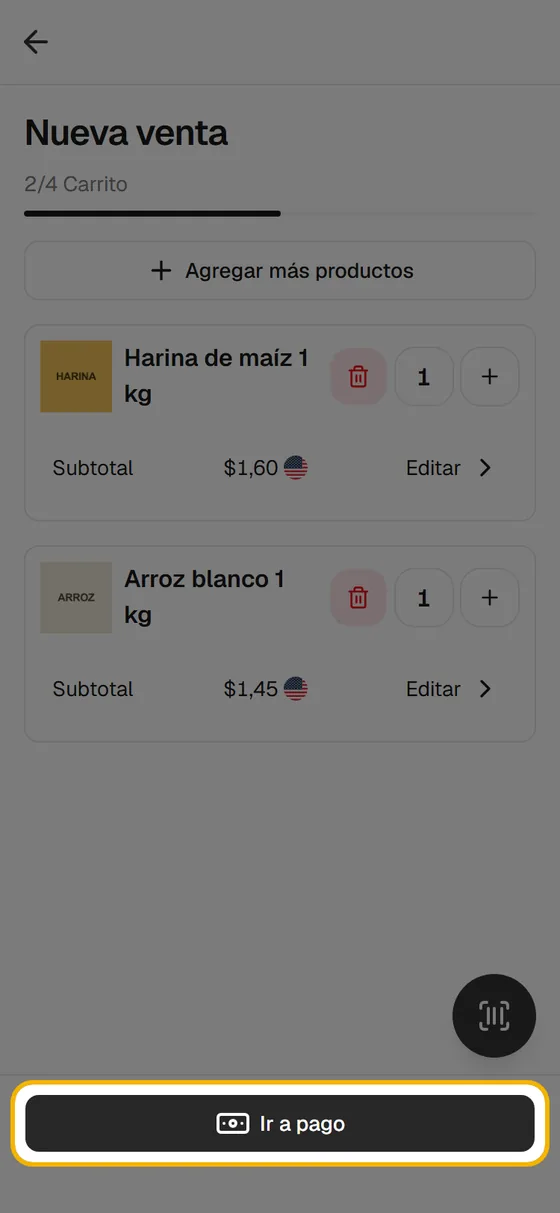 Nueva venta
2/4 Carrito
Agregar más productos
HARINA
Harina de maíz 1
kg
1
Subtotal
$1,60
Editar
ARROZ
Arroz blanco 1
kg
1
Subtotal
$1,45
Editar
Ir a pago